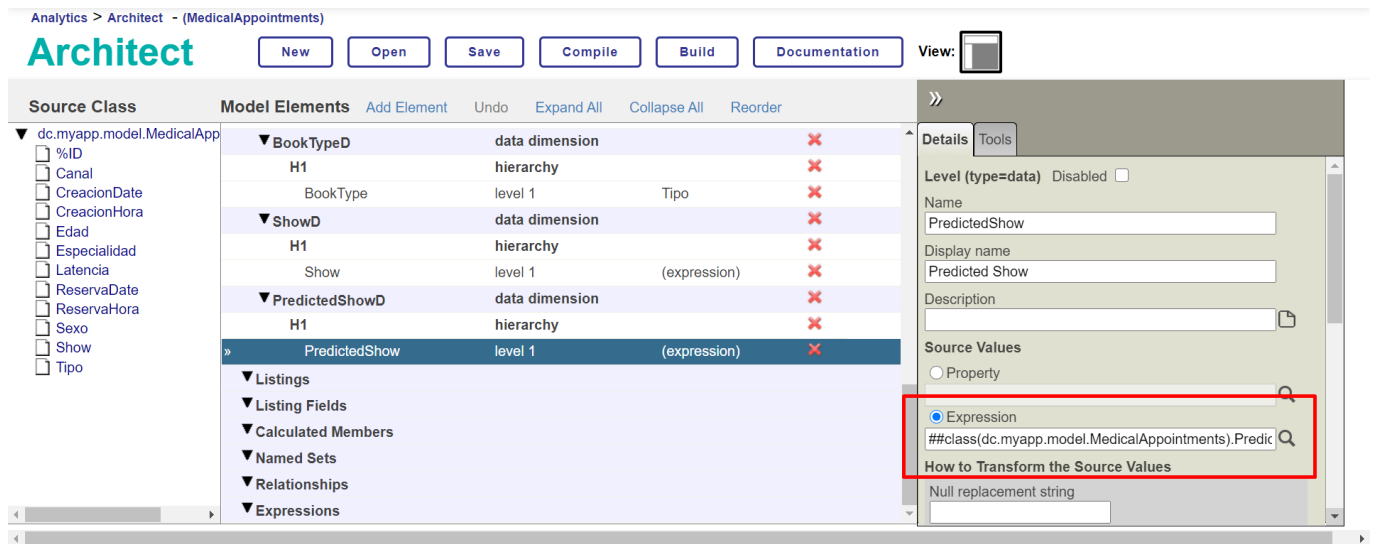 Analytics > Architect - (MedicalAppointments)
Architect New Open Save Compile Build Documentation View:
Source Class
dc.myapp.model.MedicalApp
%ID
Canal
CreacionDate
CreacionHora
Edad
Especialidad
Latencia
ReservaDate
ReservaHora
Sexo
Show
Tipo
Model Elements Add Element Undo Expand All Collapse All Reorder
BookTypeD data dimension
H1 hierarchy
BookType level 1 Tipo
ShowD data dimension
H1 hierarchy
Show level 1 (expression)
PredictedShowD data dimension
H1 hierarchy
» PredictedShow level 1 (expression)
Listings
Listing Fields
Calculated Members
Named Sets
Relationships
Expressions
»
Details Tools
Level (type=data) Disabled
Name
PredictedShow
Display name
Predicted Show
Description
Source Values
Property
Expression
##class(dc.myapp.model.MedicalAppointments).Predic
How to Transform the Source Values
Null replacement string